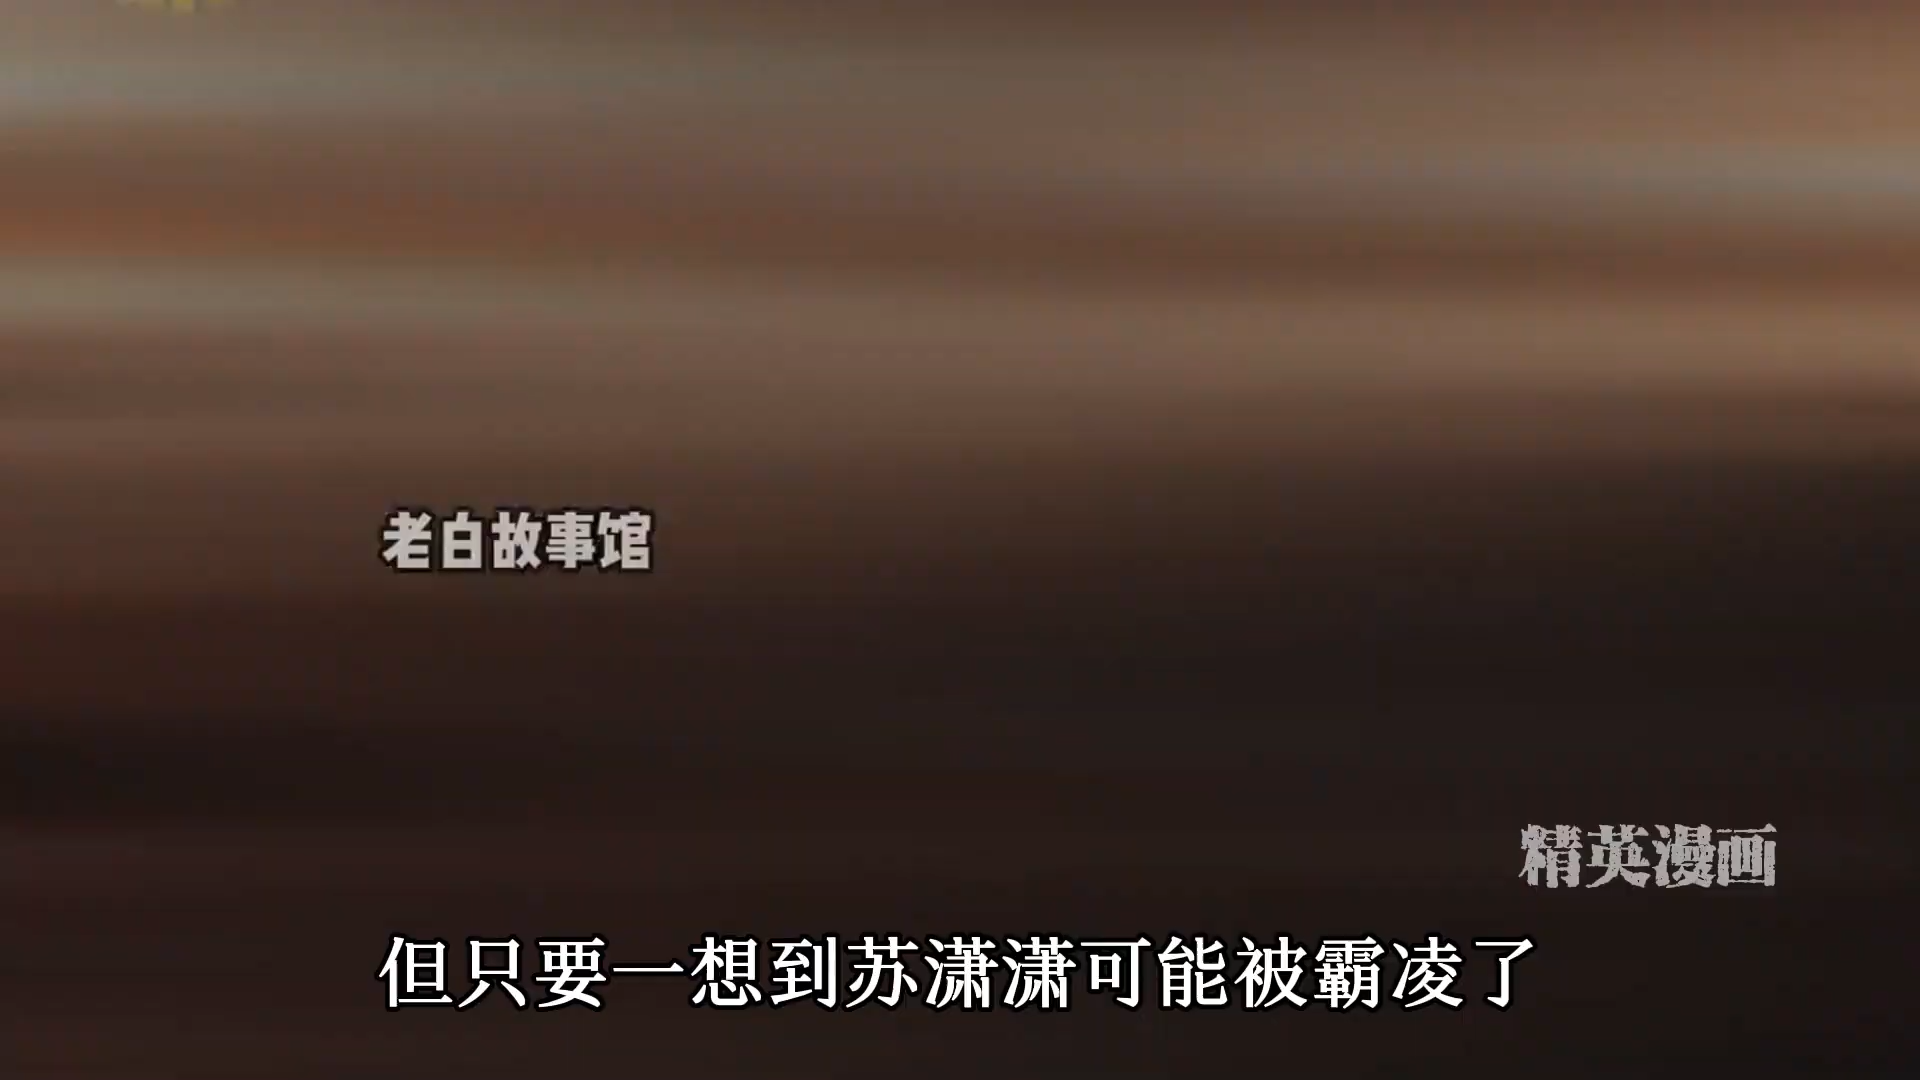 老白故事馆
精英漫画
但只要一想到苏潇潇可能被霸凌了